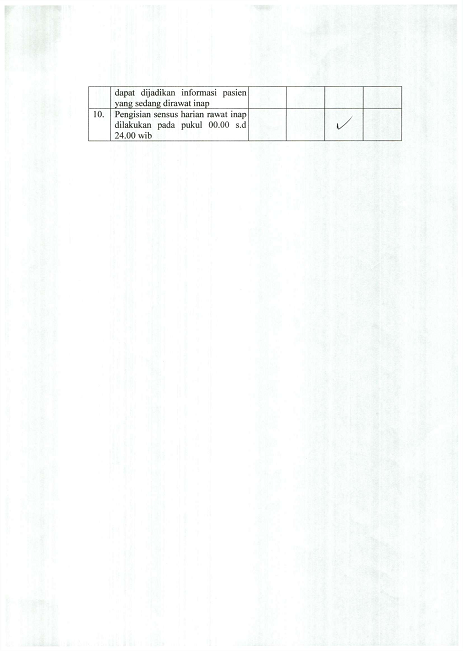 dapat dijadikan informasi pasien
yang sedang dirawat inap
10. Pengisian sensus harian rawat inap
dilakukan pada pukul 00.00 s.d
24.00 wib
✓